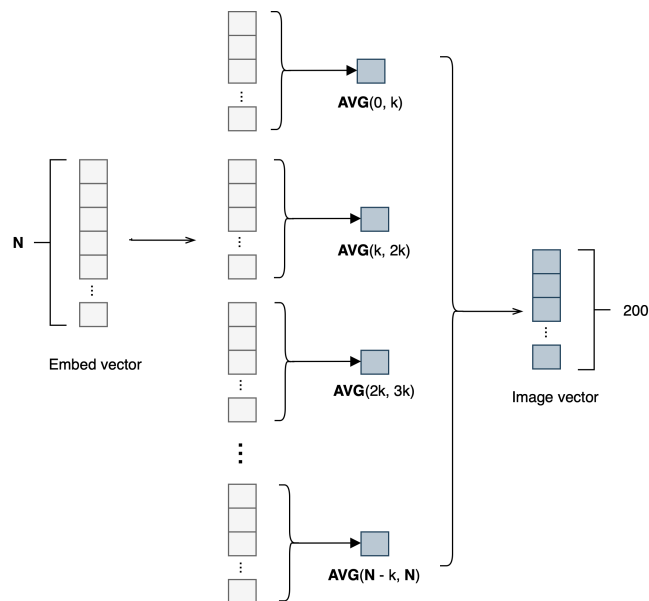 AVG(0, k)
N
AVG(k, 2k)
Embed vector
200
AVG(2k, 3k)
Image vector
AVG(N - k, N)